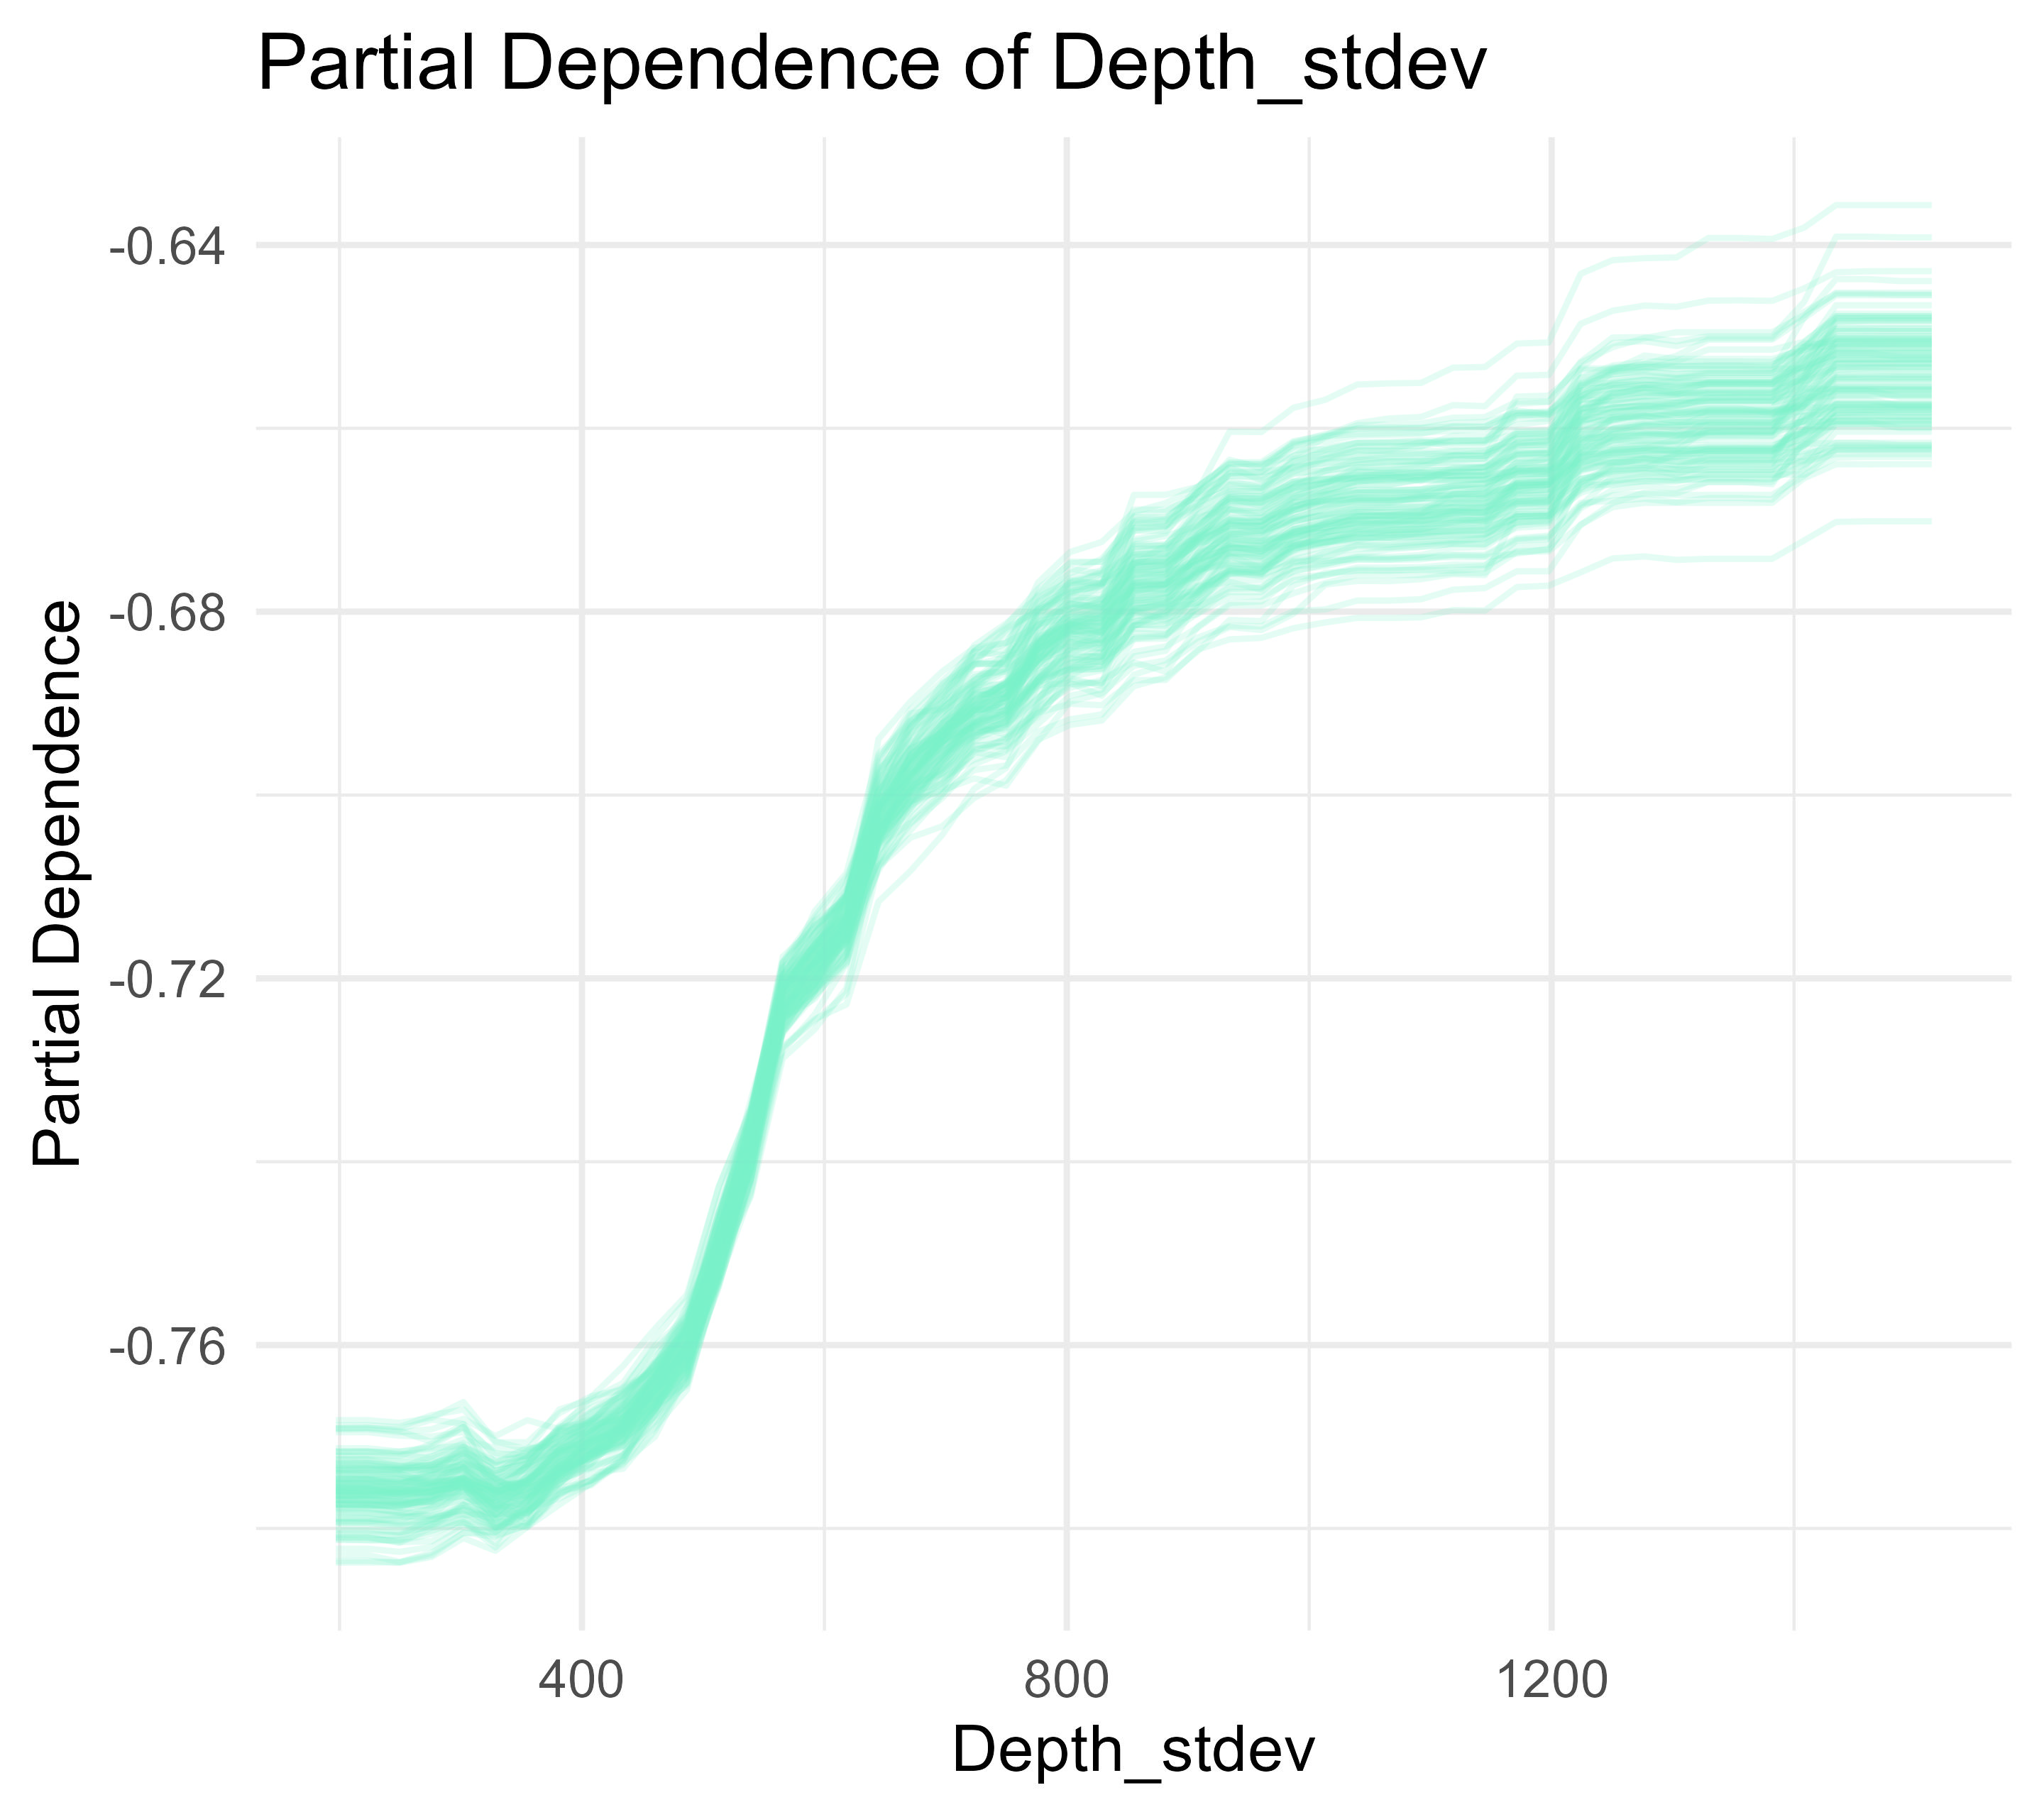 Partial Dependence of Depth_stdev
-0.64
-0.68
-0.72
-0.76
Partial Dependence
400
800
1200
Depth_stdev